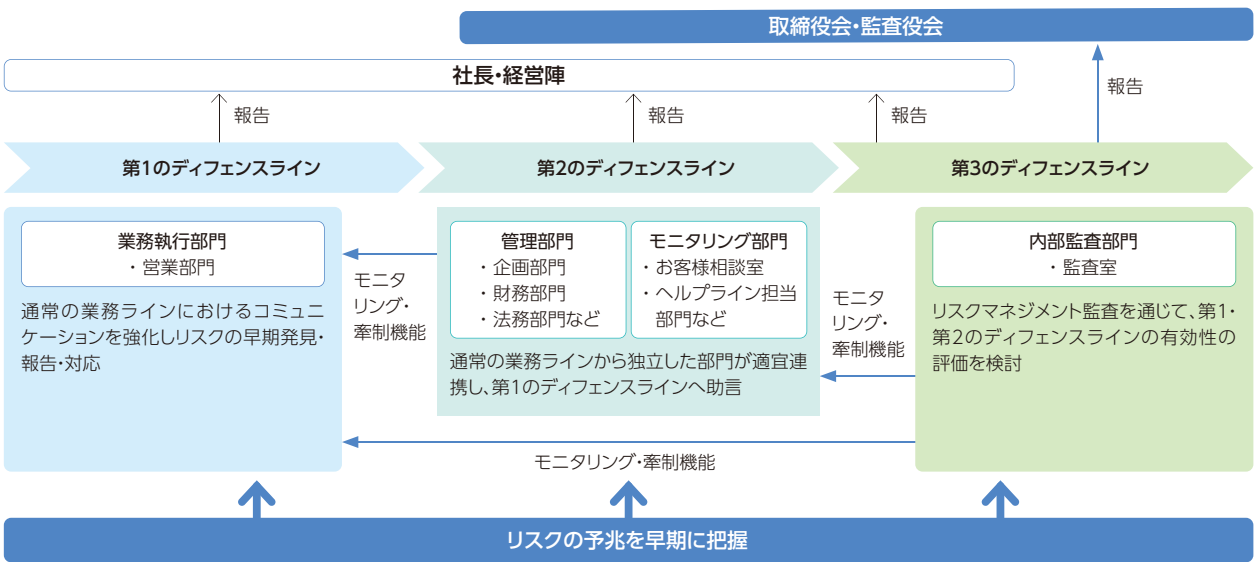 取締役会・監査役会
社長・経営陣
報告
報告
報告
報告
第1のディフェンスライン
第2のディフェンスライン
第3のディフェンスライン
業務執行部門
・営業部門
通常の業務ラインにおけるコミュニ
ケーションを強化しリスクの早期発見・
報告・対応
モニタ
リング・
牽制機能
管理部門
・企画部門
・財務部門
・法務部門など
モニタリング部門
・お客様相談室
・ヘルプライン担当
部門など
通常の業務ラインから独立した部門が適宜連
携し、第1のディフェンスラインへ助言
モニタ
リング・
牽制機能
内部監査部門
・監査室
リスクマネジメント監査を通じて、第1・
第2のディフェンスラインの有効性の
評価を検討
モニタリング・牽制機能
リスクの予兆を早期に把握